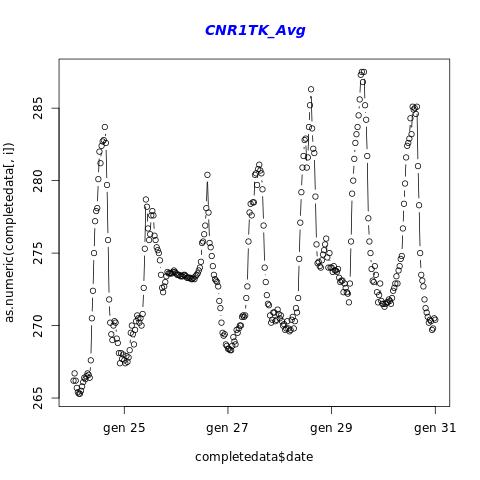 CNR1TK_Avg
as.numeric(completedata[, i])
285
280
275
270
265
gen 25 gen 27 gen 29 gen 31
completedata$date